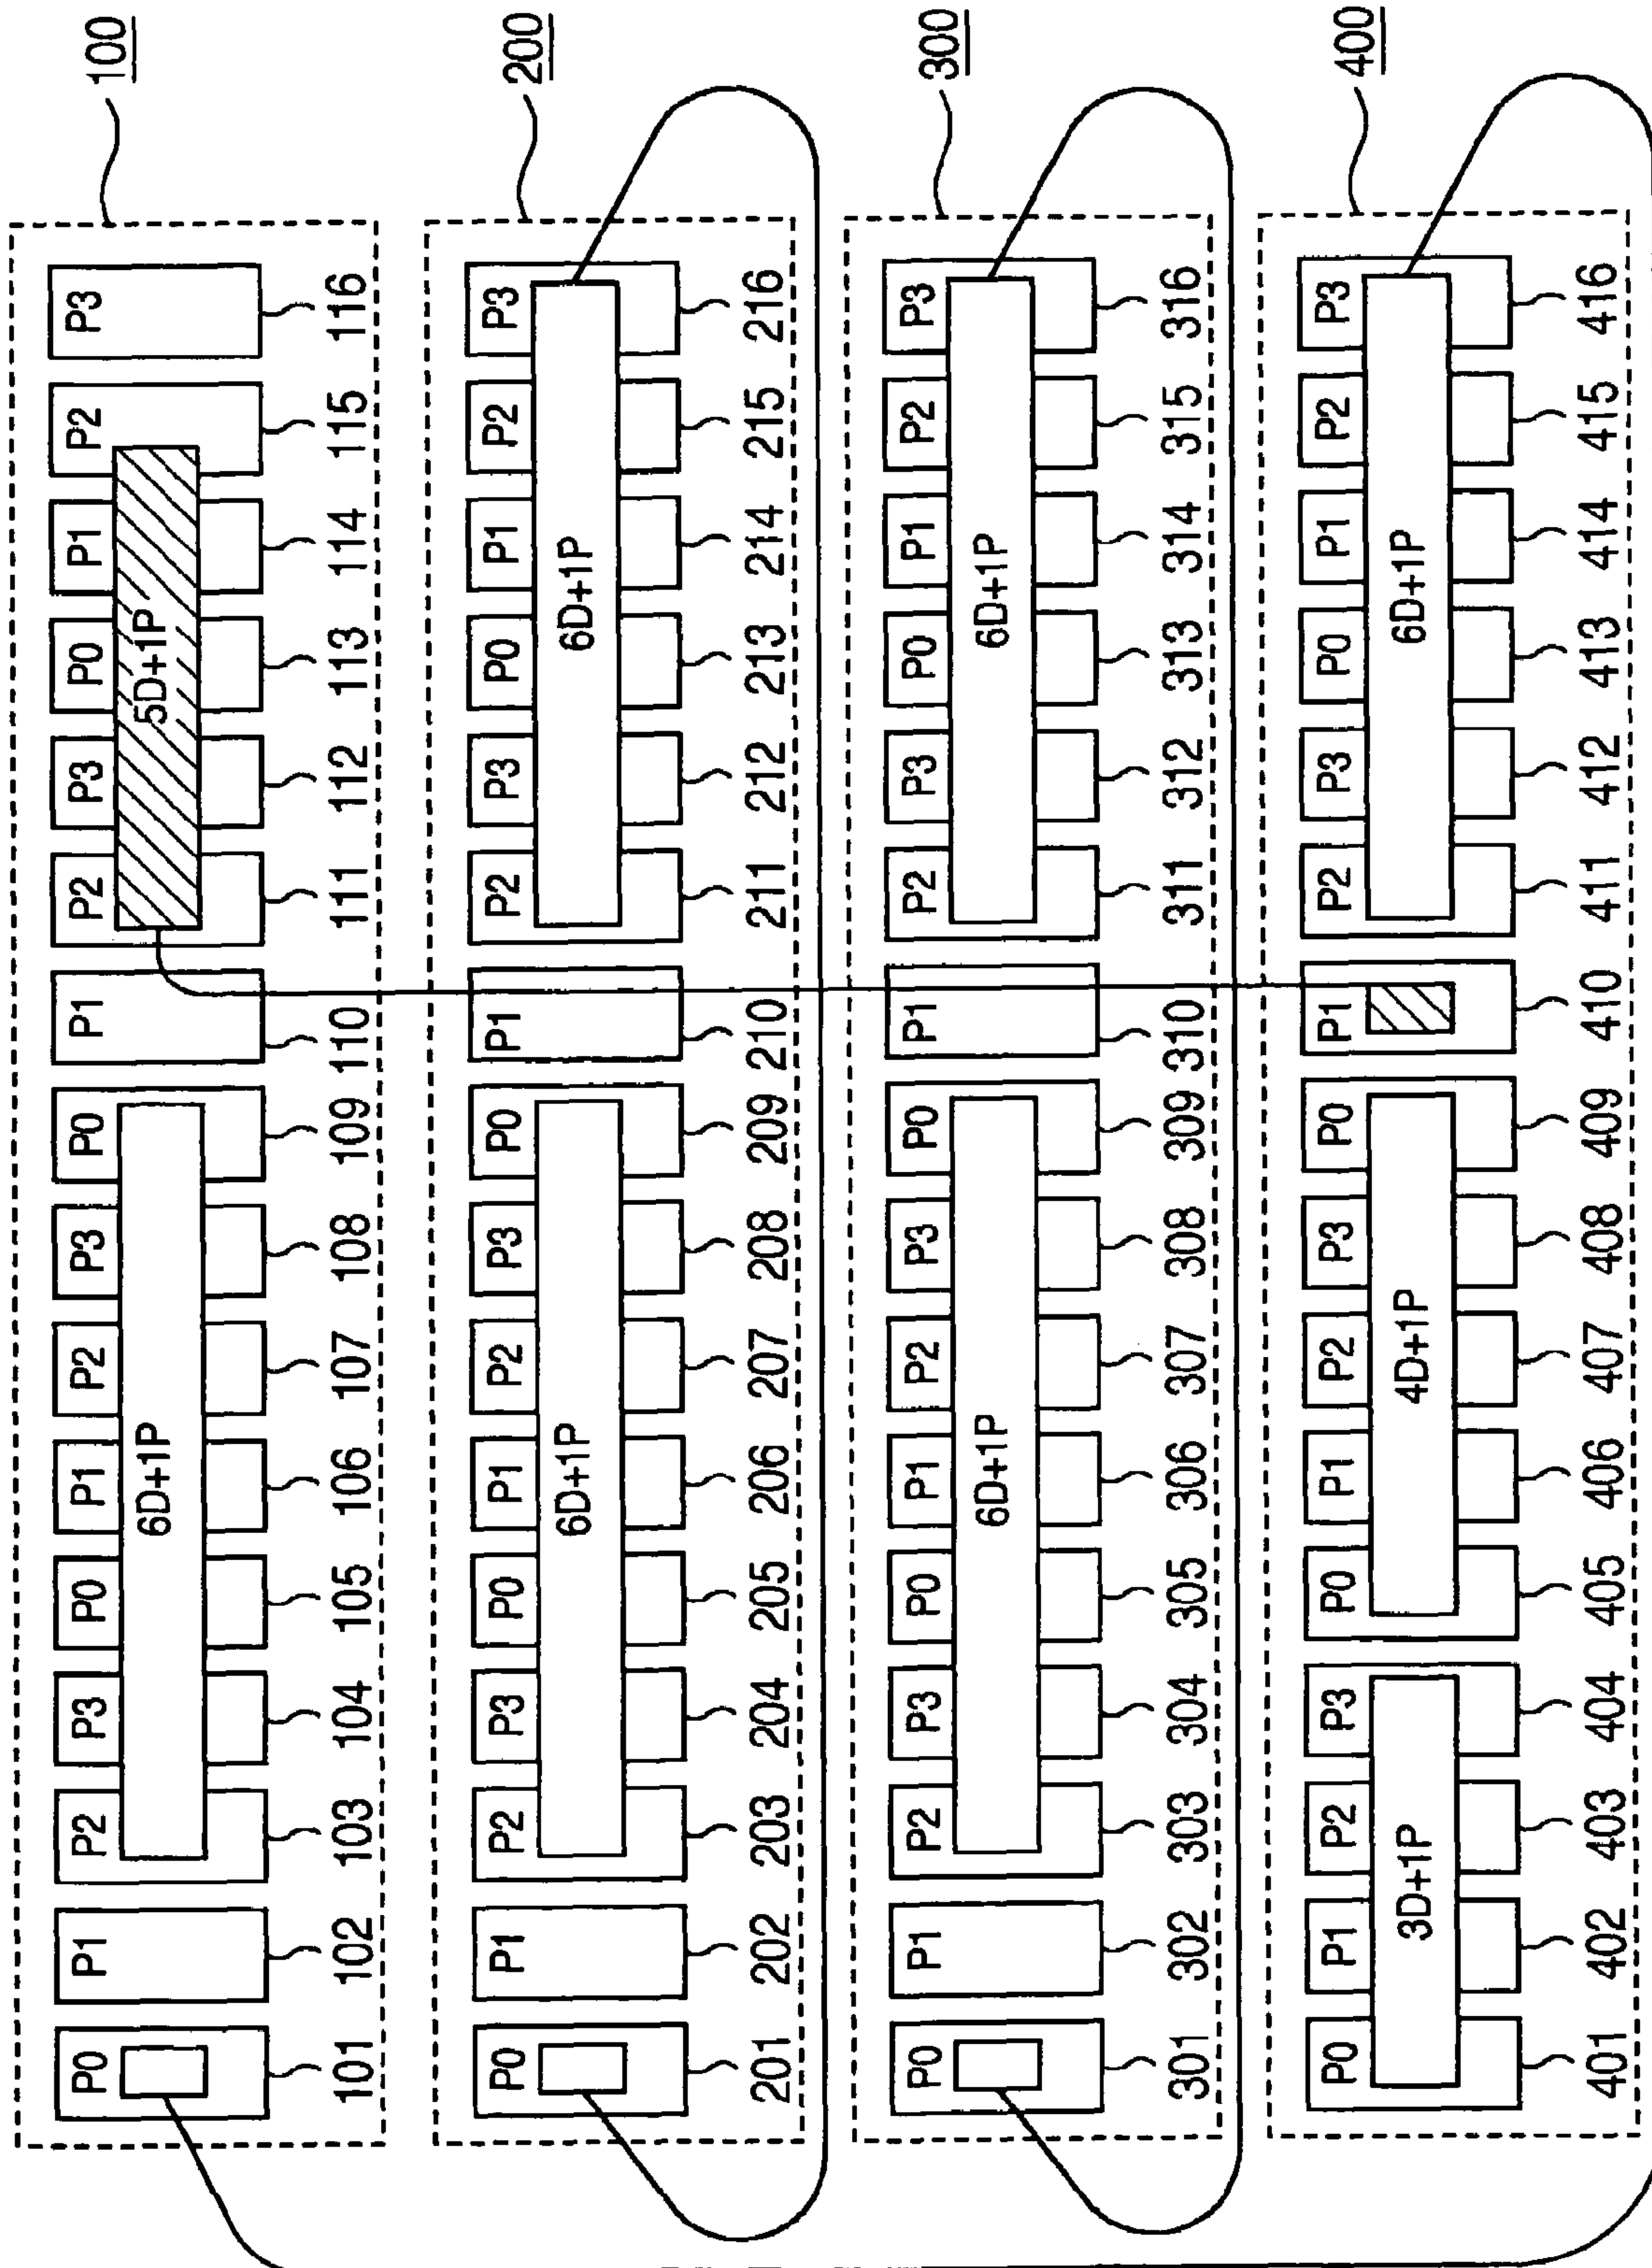 100
P0 P1 P2 P3 P0 P1 P2 P3 P0 P1 P2 P3 P0 P1 P2 P3
6D+1P 5D+1P
101 102 103 104 105 106 107 108 109 110 111 112 113 114 115 116
200
P0 P1 P2 P3 P0 P1 P2 P3 P0 P1 P2 P3 P0 P1 P2 P3
6D+1P 6D+1P
201 202 203 204 205 206 207 208 209 210 211 212 213 214 215 216
300
P0 P1 P2 P3 P0 P1 P2 P3 P0 P1 P2 P3 P0 P1 P2 P3
6D+1P 6D+1P
301 302 303 304 305 306 307 308 309 310 311 312 313 314 315 316
400
P0 P1 P2 P3 P0 P1 P2 P3 P0 P1 P2 P3 P0 P1 P2 P3
3D+1P 4D+1P 6D+1P
401 402 403 404 405 406 407 408 409 410 411 412 413 414 415 416